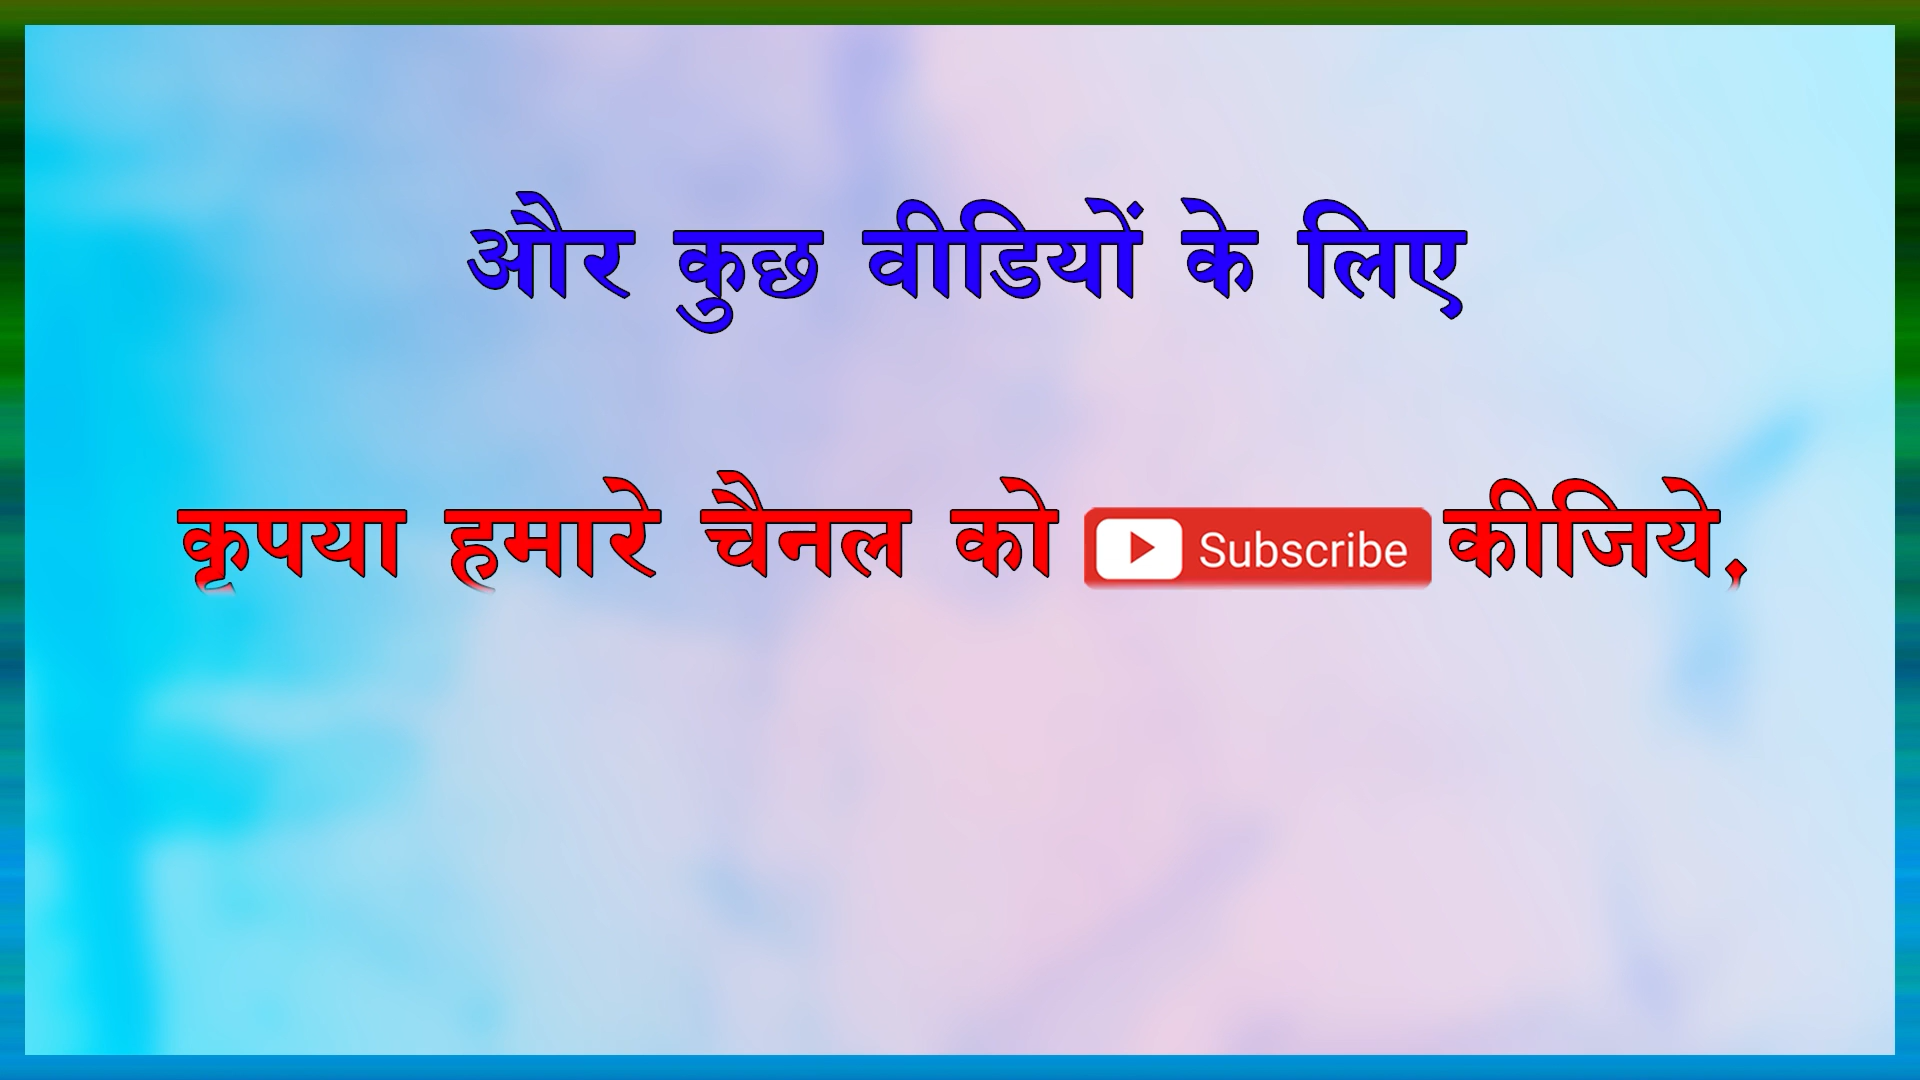 और कुछ वीडियों के लिए
कृपया हमारे चैनल को Subscribe कीजिये,